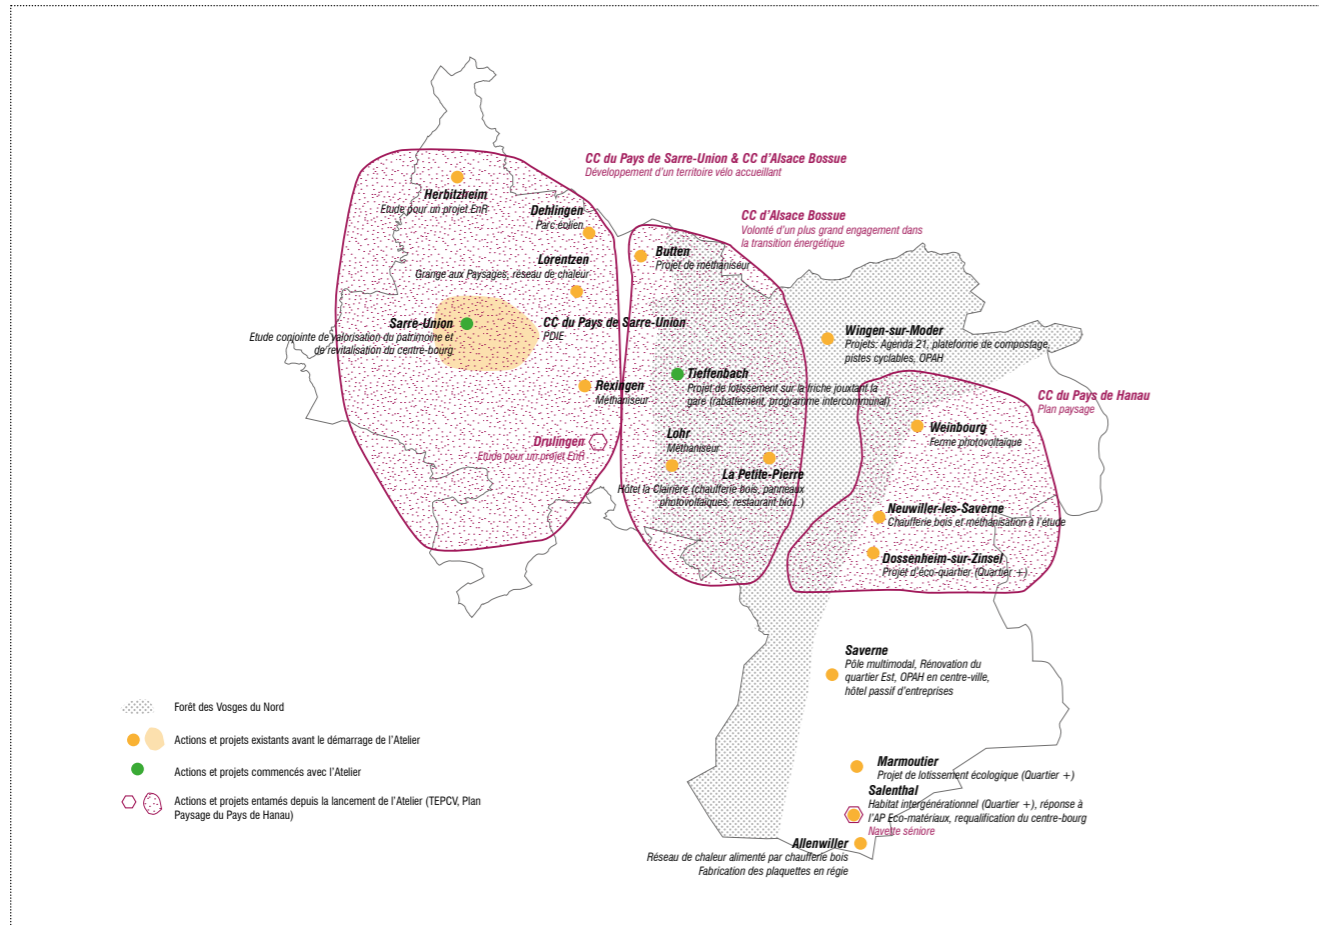 CC du Pays de Sarre-Union & CC d'Alsace Bossue
Développement d'un territoire vélo accueillant
CC d'Alsace Bossue
Volonté d'un plus grand engagement dans
la transition énergétique
Herbitzheim
Etude pour un projet EnR
Dehlingen
Parc éolien
Lorentzen
Grange aux Paysages, réseau de chaleur
Butten
Projet de méthaniseur
Sarre-Union
Etude conjointe de valorisation du patrimoine et
de revitalisation du centre-bourg
CC du Pays de Sarre-Union
PDIE
Wingen-sur-Moder
Projets: Agenda 21, plateforme de compostage,
pistes cyclables, OPAH
Rexingen
Méthaniseur
Tieffenbach
Projet de lotissement sur la friche jouxtant la
gare (rabattement, programme intercommunal)
CC du Pays de Hanau
Plan paysage
Drulingen
Etude pour un projet EnR
Lohr
Méthaniseur
Weinbourg
Ferme photovoltaïque
La Petite-Pierre
Hôtel la Clairière (chaufferie bois, panneaux
photovoltaïques, restaurant bio...)
Neuwiller-les-Saverne
Chaufferie bois et méthanisation à l'étude
Dossenheim-sur-Zinsel
Projet d'éco-quartier (Quartier +)
Saverne
Pôle multimodal, Rénovation du
quartier Est, OPAH en centre-ville,
hôtel passif d'entreprises
Marmoutier
Projet de lotissement écologique (Quartier +)
Salenthal
Habitat intergénérationnel (Quartier +), réponse à
l'AP Eco-matériaux, requalification du centre-bourg
Navette séniore
Allenwiller
Réseau de chaleur alimenté par chaufferie bois
Fabrication des plaquettes en régie
Forêt des Vosges du Nord
Actions et projets existants avant le démarrage de l'Atelier
Actions et projets commencés avec l'Atelier
Actions et projets entamés depuis la lancement de l'Atelier (TEPCV, Plan
Paysage du Pays de Hanau)